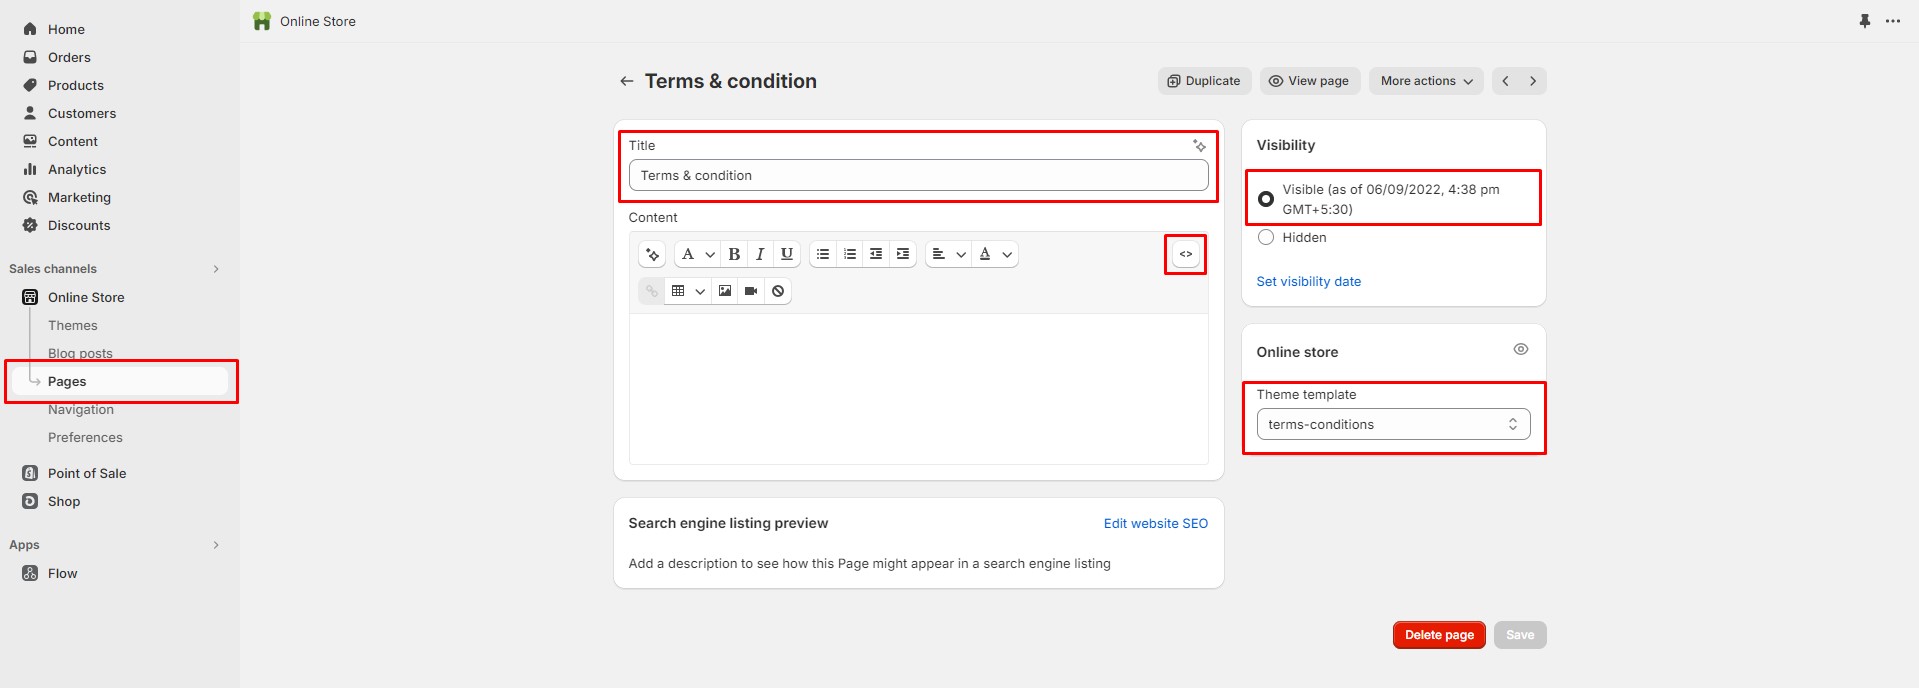 Home
Orders
Products
Customers
Content
Analytics
Marketing
Discounts
Sales channels
Online Store
Themes
Blog posts
Pages
Navigation
Preferences
Point of Sale
Shop
Apps
Flow
Online Store
Terms & condition
Duplicate
View page
More actions
Title
Terms & condition
Content
A
B
I
U
A
<>
Search engine listing preview
Edit website SEO
Add a description to see how this Page might appear in a search engine listing
Visibility
Visible (as of 06/09/2022, 4:38 pm
GMT+5:30)
Hidden
Set visibility date
Online store
Theme template
terms-conditions
Delete page
Save